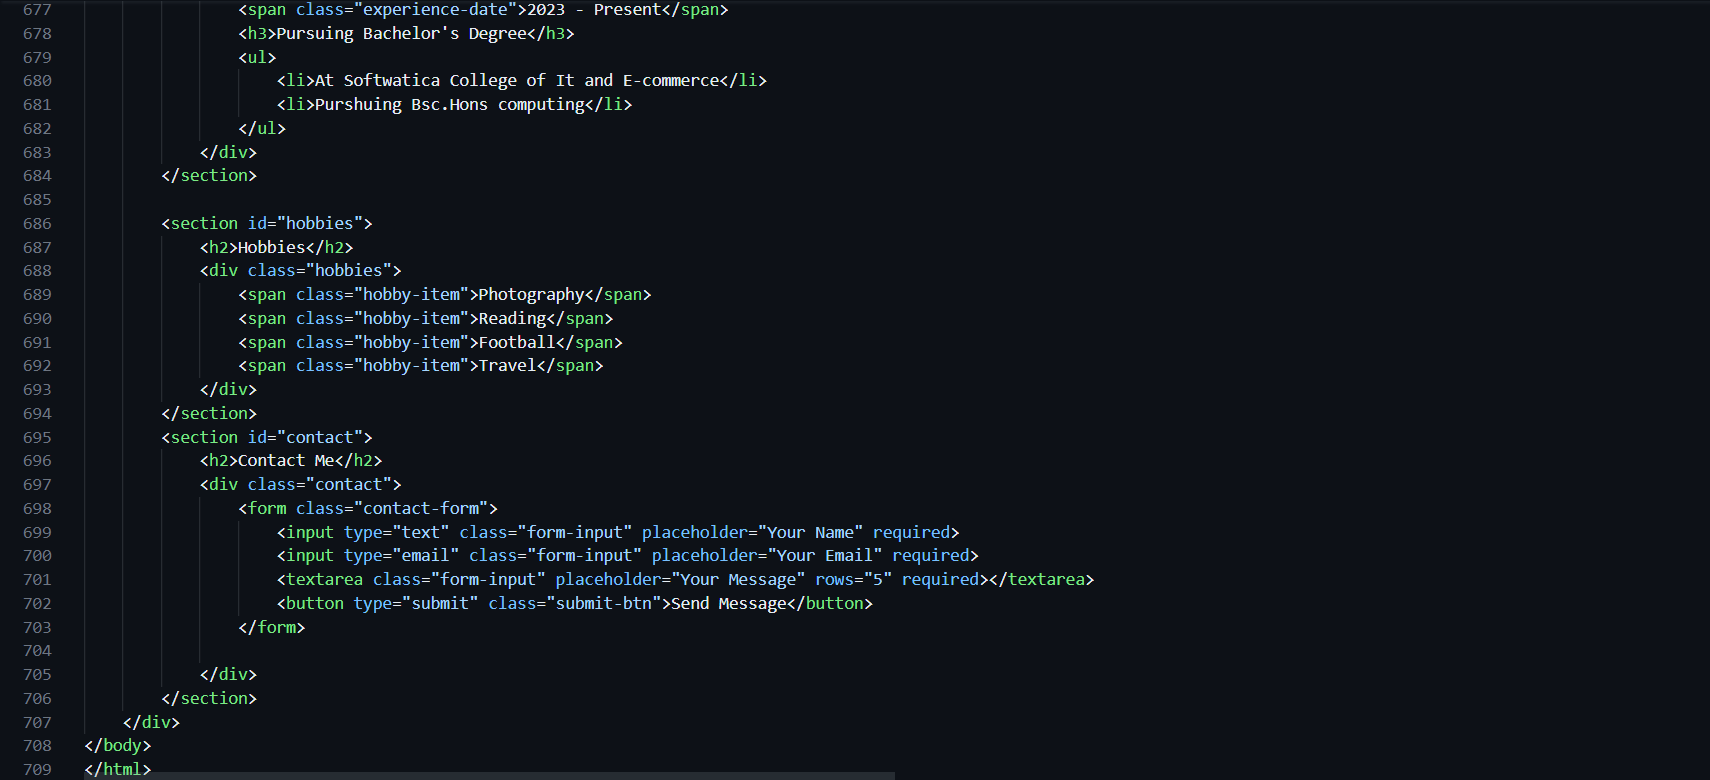 677 <span class="experience-date">2023 - Present</span>
678 <h3>Pursuing Bachelor's Degree</h3>
679 <ul>
680 <li>At Softwatica College of It and E-commerce</li>
681 <li>Purshuing Bsc.Hons computing</li>
682 </ul>
683 </div>
684 </section>
685
686 <section id="hobbies">
687 <h2>Hobbies</h2>
688 <div class="hobbies">
689 <span class="hobby-item">Photography</span>
690 <span class="hobby-item">Reading</span>
691 <span class="hobby-item">Football</span>
692 <span class="hobby-item">Travel</span>
693 </div>
694 </section>
695 <section id="contact">
696 <h2>Contact Me</h2>
697 <div class="contact">
698 <form class="contact-form">
699 <input type="text" class="form-input" placeholder="Your Name" required>
700 <input type="email" class="form-input" placeholder="Your Email" required>
701 <textarea class="form-input" placeholder="Your Message" rows="5" required></textarea>
702 <button type="submit" class="submit-btn">Send Message</button>
703 </form>
704
705 </div>
706 </section>
707 </div>
708 </body>
709 </html>